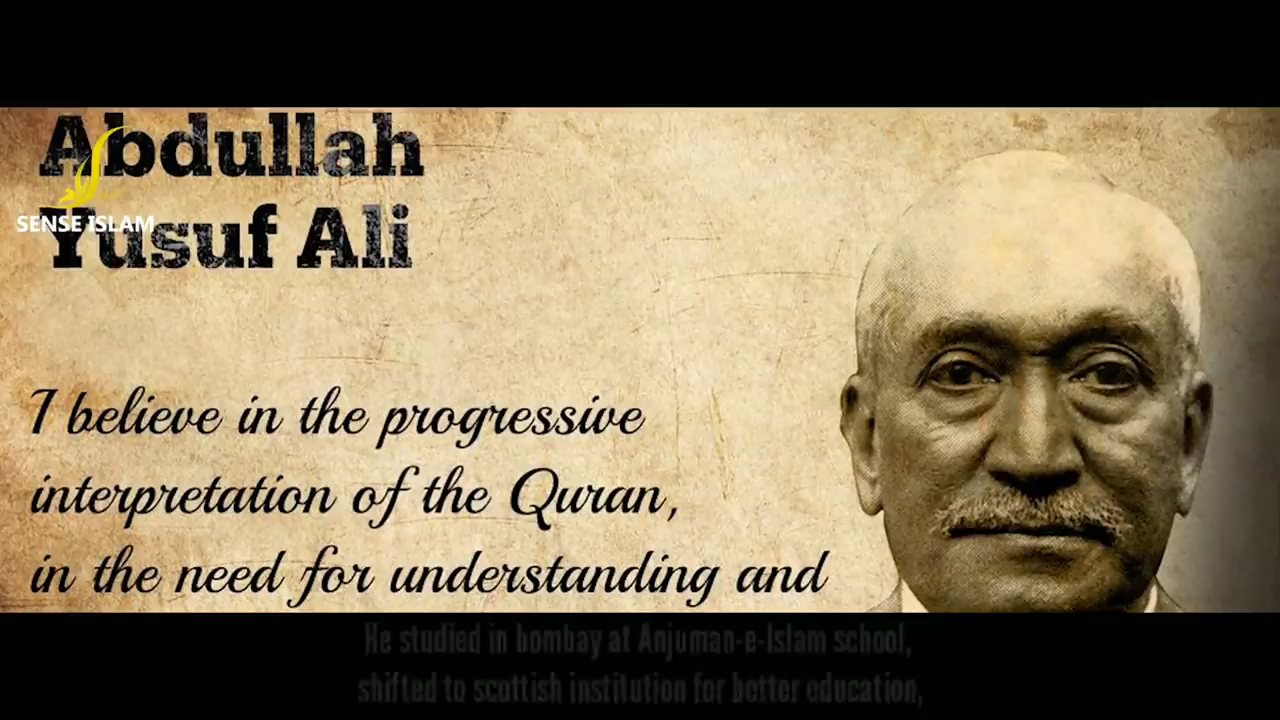 Abdullah
Yusuf Ali
SENSE ISLAM
I believe in the progressive
interpretation of the Quran,
in the need for understanding and
He studied in bombay at Anjuman-e-Islam school,
shifted to scottish institution for better education,